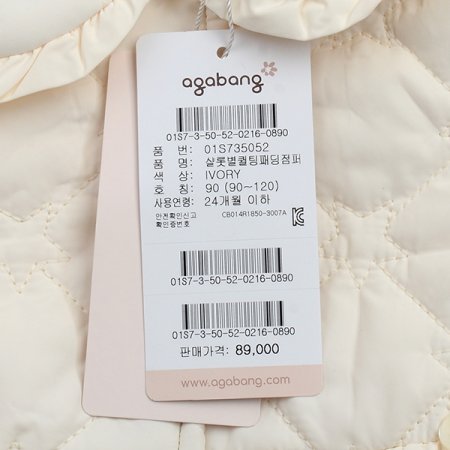 agabang
01S7-3-50-52-0216-0890
품 번: 01S735052
품 명: 샬롯별퀼팅패딩점퍼
색 상: IVORY
호 칭: 90 (90~120)
사용연령: 24개월 이하
안전확인신고
확인증번호 CB014R1850-3007A
01S7-3-50-52-0216-0890
01S7-3-50-52-0216-0890
판매가격: 89,000
www.agabang.com